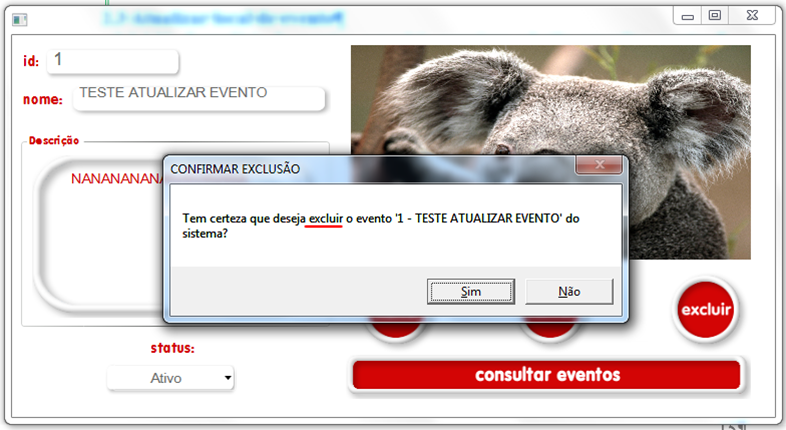 id: 1
nome: TESTE ATUALIZAR EVENTO
Descrição
NANANANANA
CONFIRMAR EXCLUSÃO
Tem certeza que deseja excluir o evento '1 - TESTE ATUALIZAR EVENTO' do
sistema?
Sim Não
excluir
status:
Ativo
consultar eventos